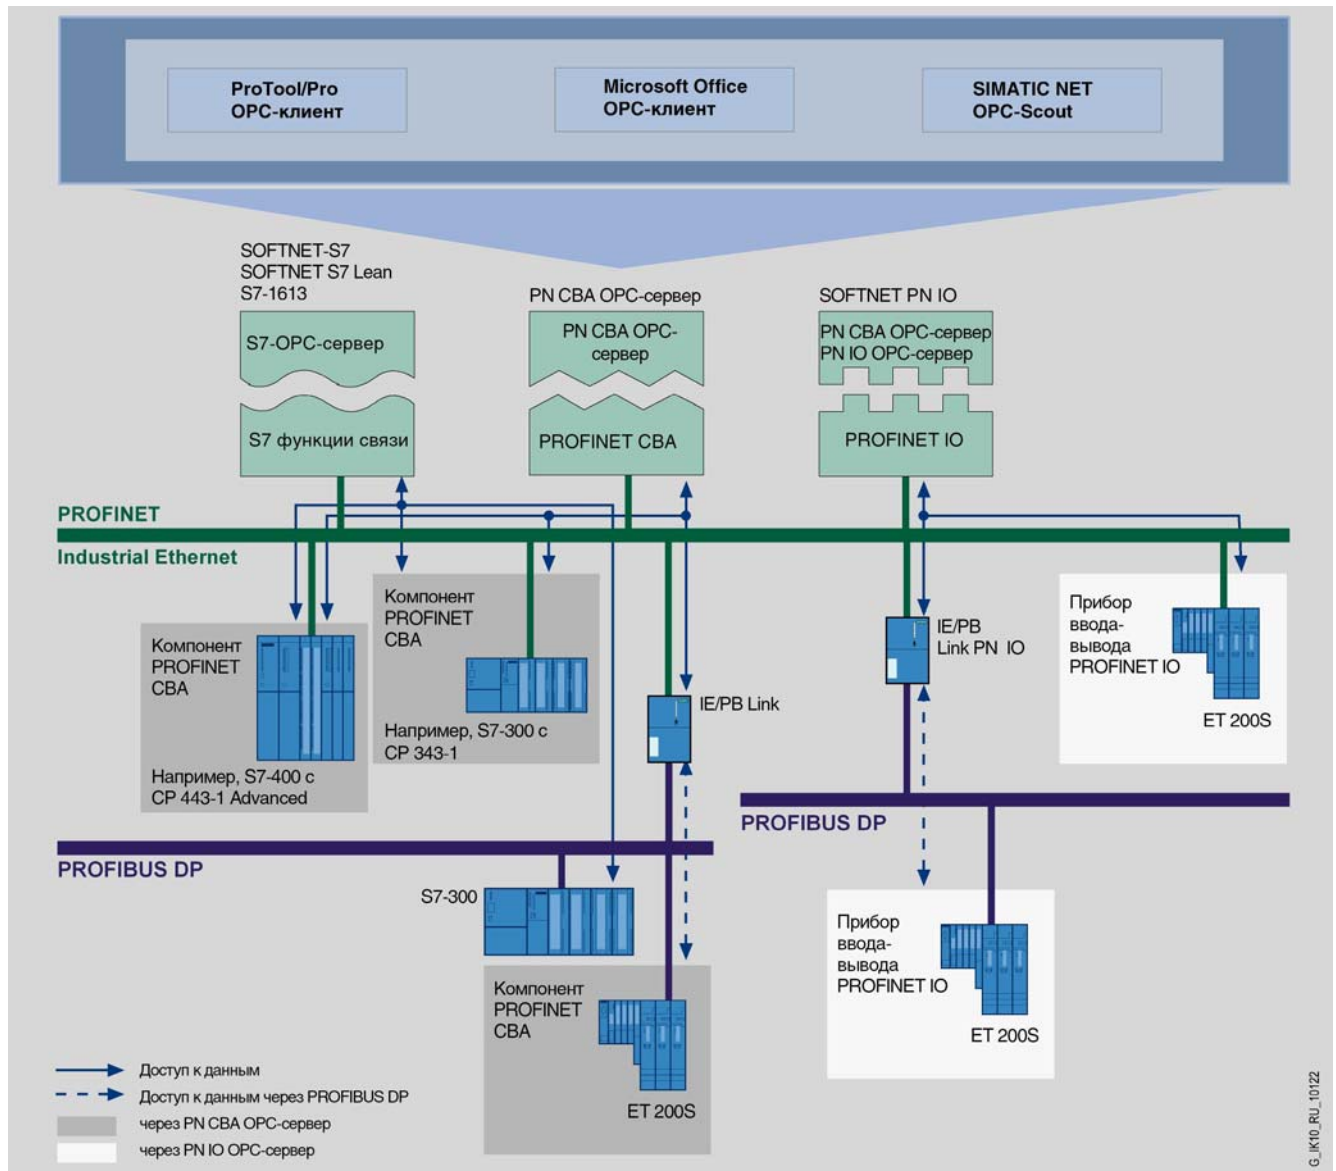 ProTool/Pro
OPC-клиент
Microsoft Office
OPC-клиент
SIMATIC NET
OPC-Scout
SOFTNET-S7
SOFTNET S7 Lean
S7-1613
S7-OPC-сервер
S7 функции связи
PN CBA OPC-сервер
PN CBA OPC-
сервер
PROFINET CBA
SOFTNET PN IO
PN CBA OPC-сервер
PN IO OPC-сервер
PROFINET IO
PROFINET
Industrial Ethernet
Компонент
PROFINET
CBA
Например, S7-400 с
CP 443-1 Advanced
Компонент
PROFINET
CBA
Например, S7-300 с
CP 343-1
IE/PB Link
IE/PB
Link PN IO
Прибор
ввода-
вывода
PROFINET IO
ET 200S
PROFIBUS DP
PROFIBUS DP
S7-300
Компонент
PROFINET
CBA
ET 200S
Прибор
ввода-
вывода
PROFINET IO
ET 200S
Доступ к данным
Доступ к данным через PROFIBUS DP
через PN CBA OPC-сервер
через PN IO OPC-сервер
G_IK10_RU_10122